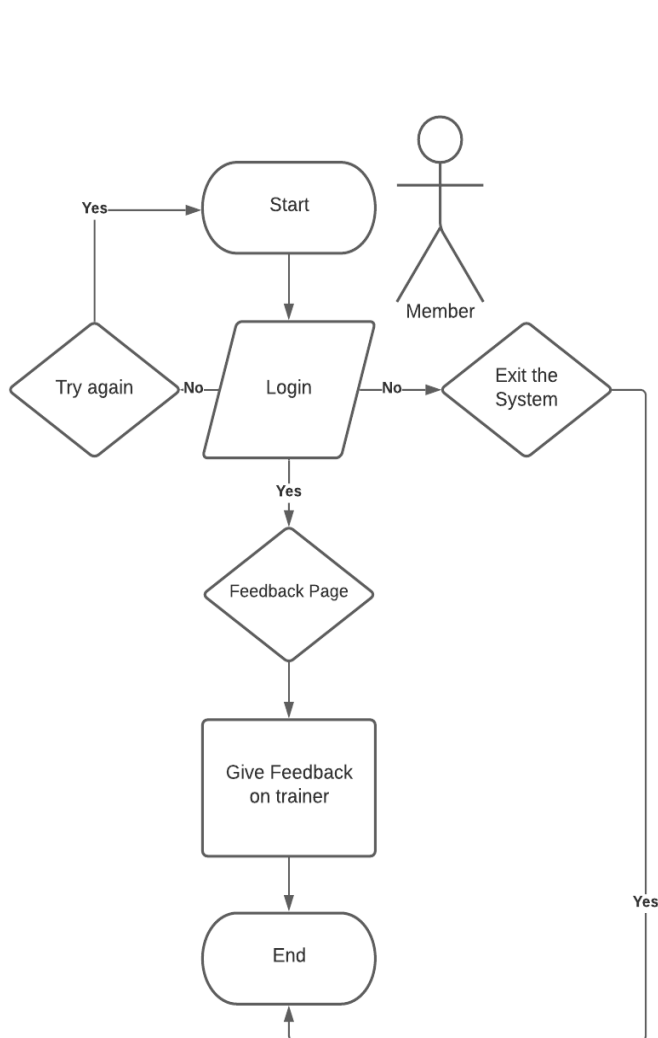 Yes
Start
Member
Try again
No
Login
No
Exit the
System
Yes
Feedback Page
Give Feedback
on trainer
Yes
End